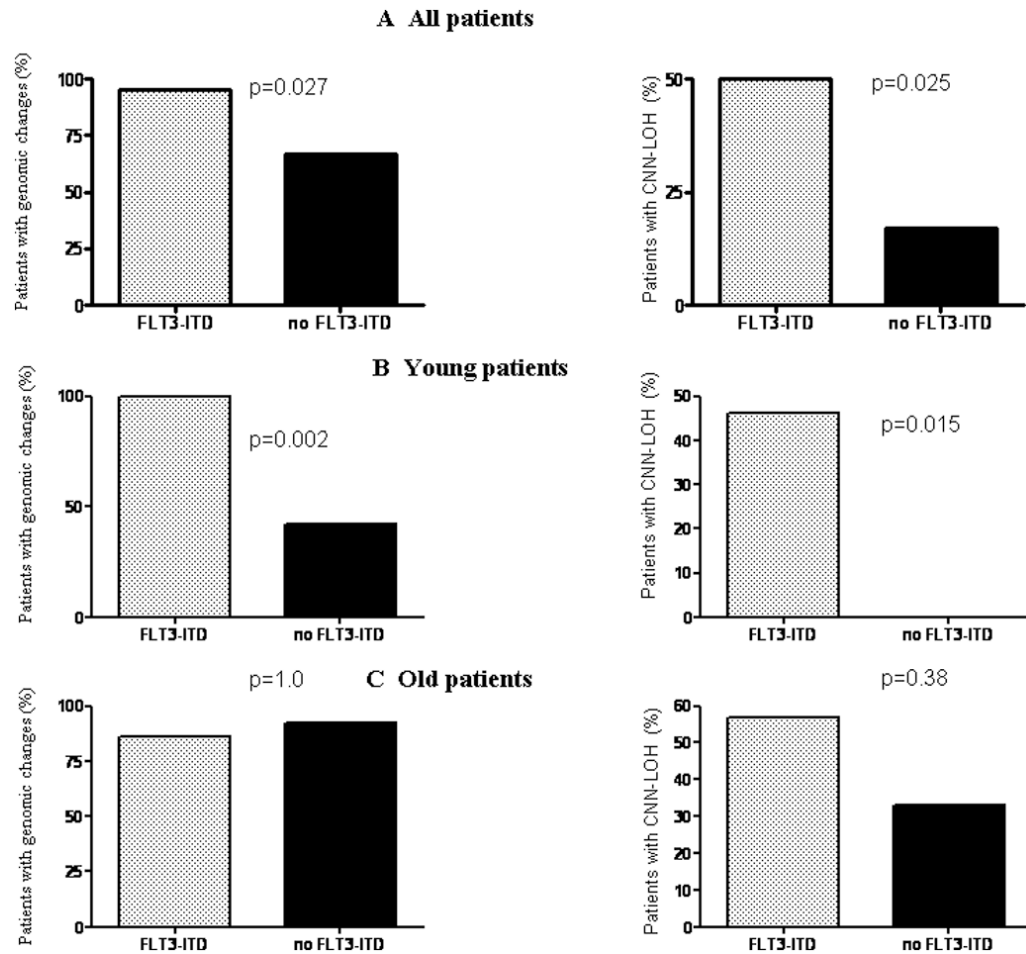 A All patients
Patients with genomic changes (%)
100
75
50
25
0
p=0.027
FLT3-ITD
no FLT3-ITD
Patients with CNN-LOH (%)
50
25
0
p=0.025
FLT3-ITD
no FLT3-ITD
B Young patients
Patients with genomic changes (%)
100
50
0
p=0.002
FLT3-ITD
no FLT3-ITD
Patients with CNN-LOH (%)
50
40
30
20
10
0
p=0.015
FLT3-ITD
no FLT3-ITD
C Old patients
Patients with genomic changes (%)
100
75
50
25
0
p=1.0
FLT3-ITD
no FLT3-ITD
Patients with CNN-LOH (%)
60
50
40
30
20
10
0
p=0.38
FLT3-ITD
no FLT3-ITD